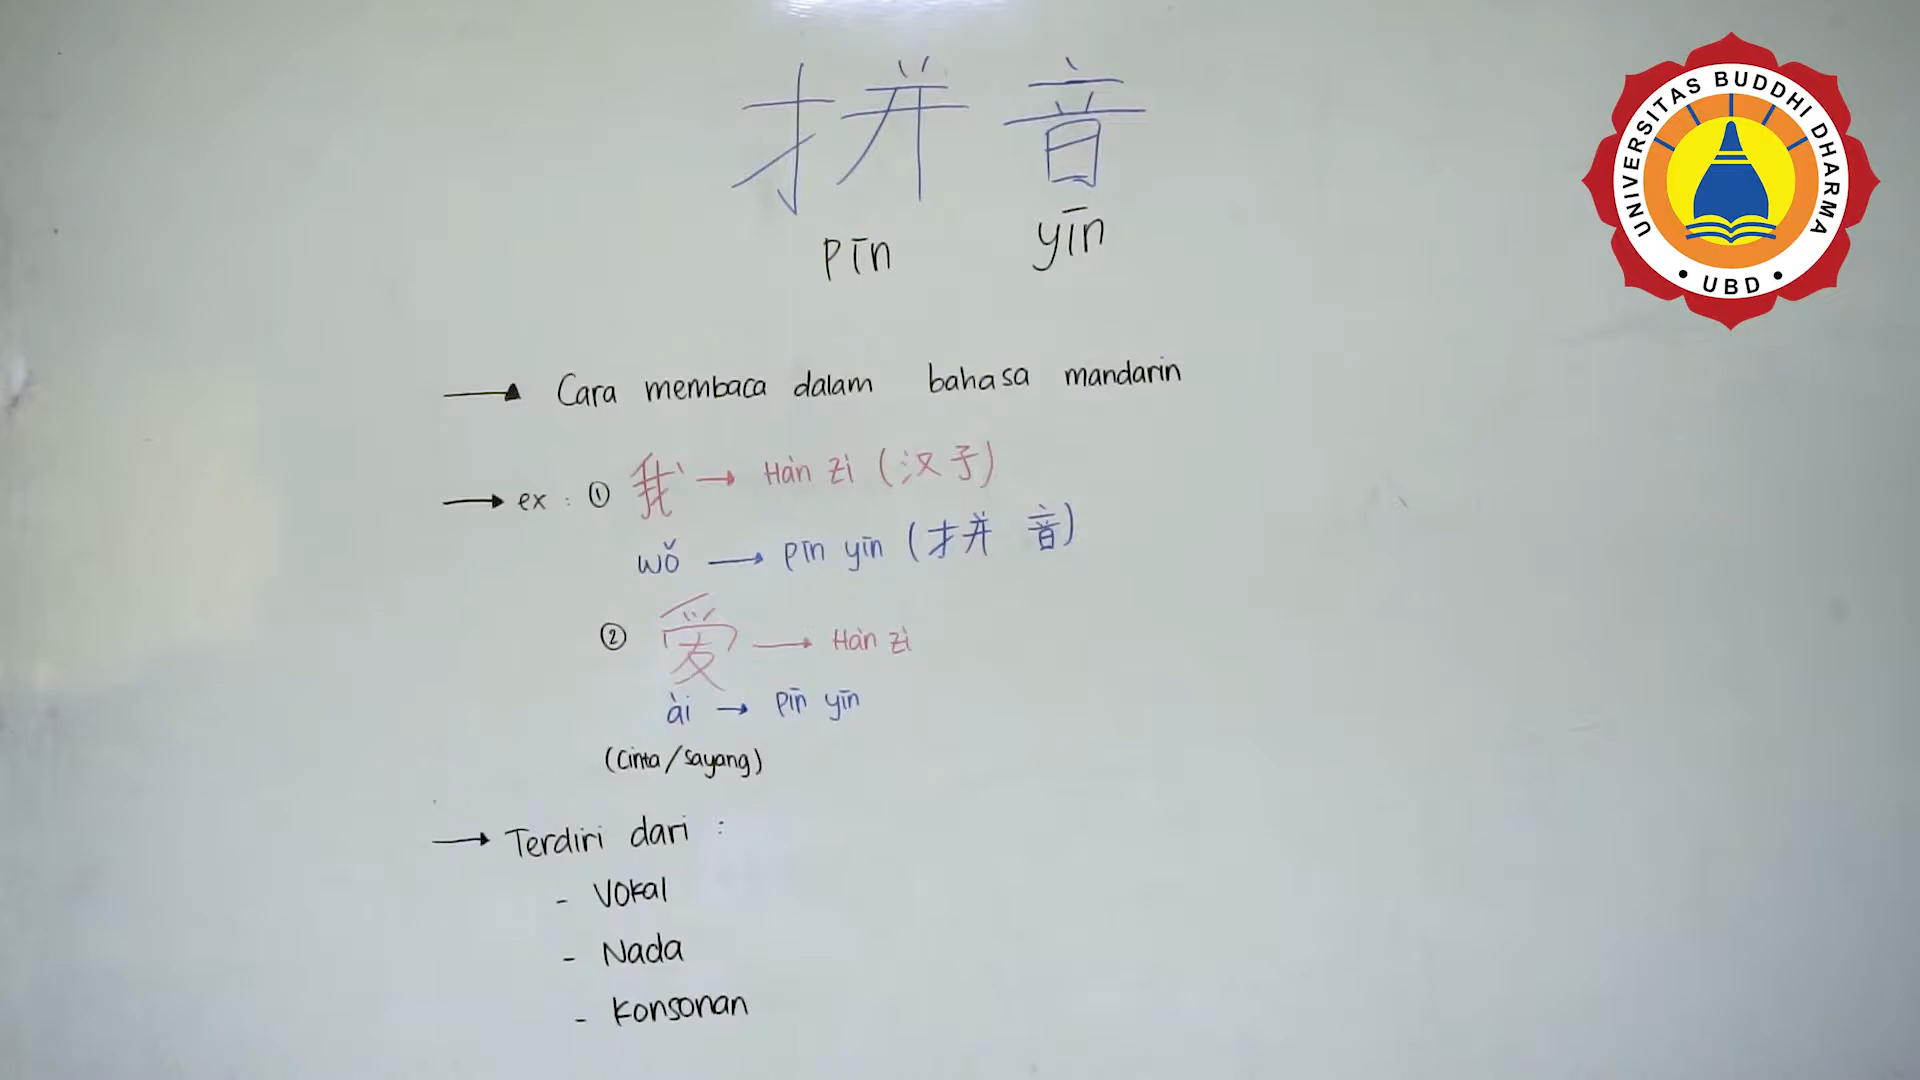 拼音
pīn yīn
Cara membaca dalam bahasa mandarin
ex : ① 我 → Hàn zì (汉子)
wǒ → pīn yīn (拼音)
② 爱 → Hàn zì
ài → pīn yīn
(Cinta/Sayang)
Terdiri dari :
- Vokal
- Nada
- Konsonan
UNIVERSITAS BUDDHI DHARMA
• UBD •